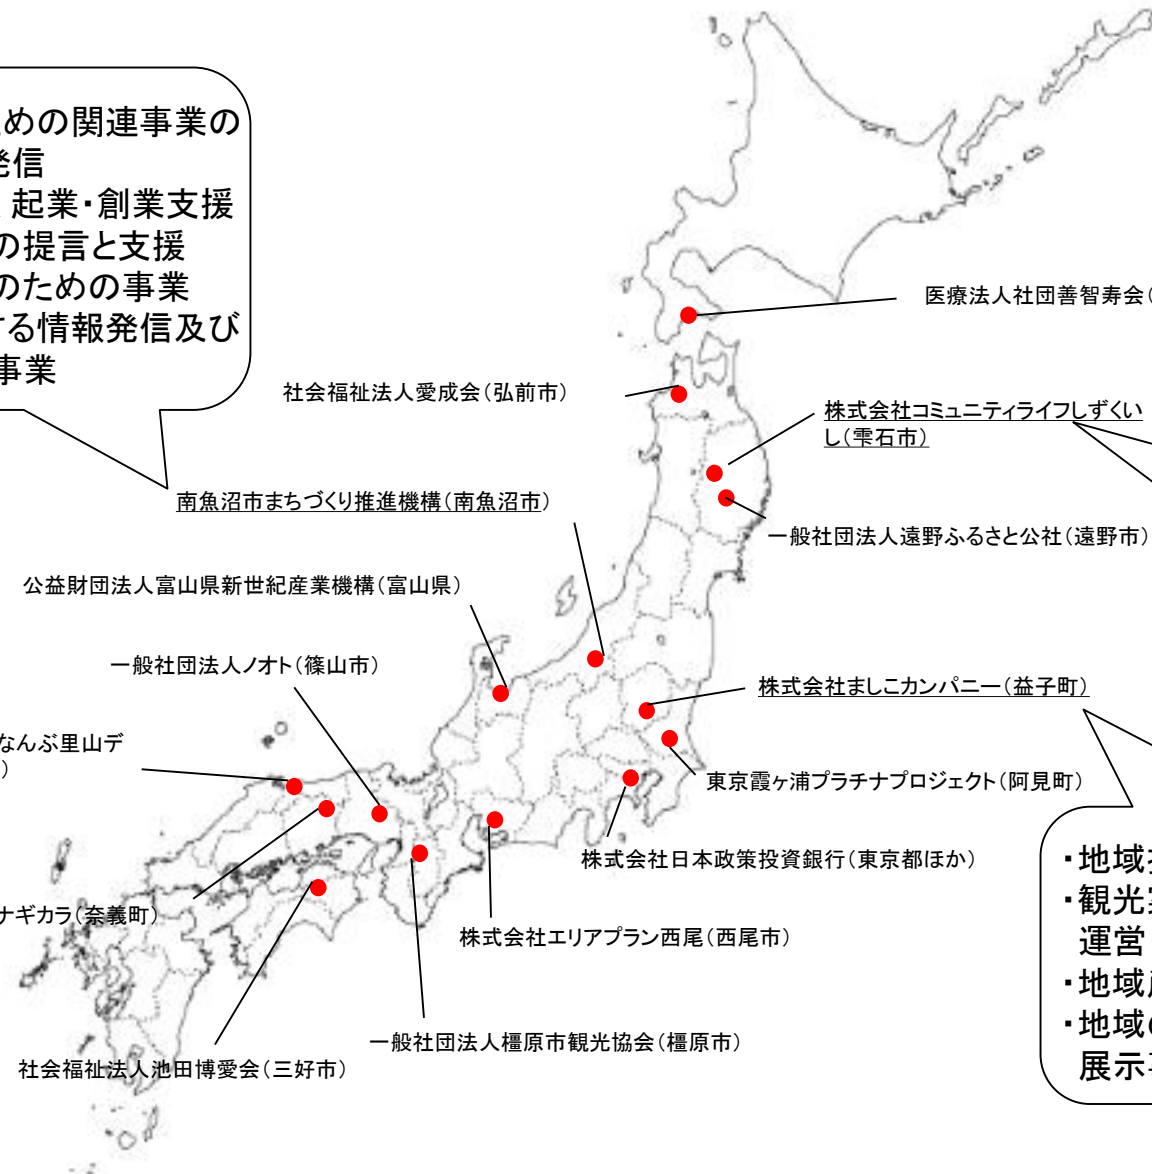 めの関連事業の
発信
起業・創業支援
の提言と支援
のための事業
する情報発信及び
事業
医療法人社団善智寿会(
社会福祉法人愛成会(弘前市)
株式会社コミュニティライフしずくい
し(雫石市)
南魚沼市まちづくり推進機構(南魚沼市)
一般社団法人遠野ふるさと公社(遠野市)
公益財団法人富山県新世紀産業機構(富山県)
一般社団法人ノオト(篠山市)
株式会社ましこカンパニー(益子町)
なんぶ里山デ
)
東京霞ヶ浦プラチナプロジェクト(阿見町)
株式会社日本政策投資銀行(東京都ほか)
ナギカラ(奈義町)
株式会社エリアプラン西尾(西尾市)
一般社団法人橿原市観光協会(橿原市)
社会福祉法人池田博愛会(三好市)
・地域
・観光
運営
・地域
・地域の
展示